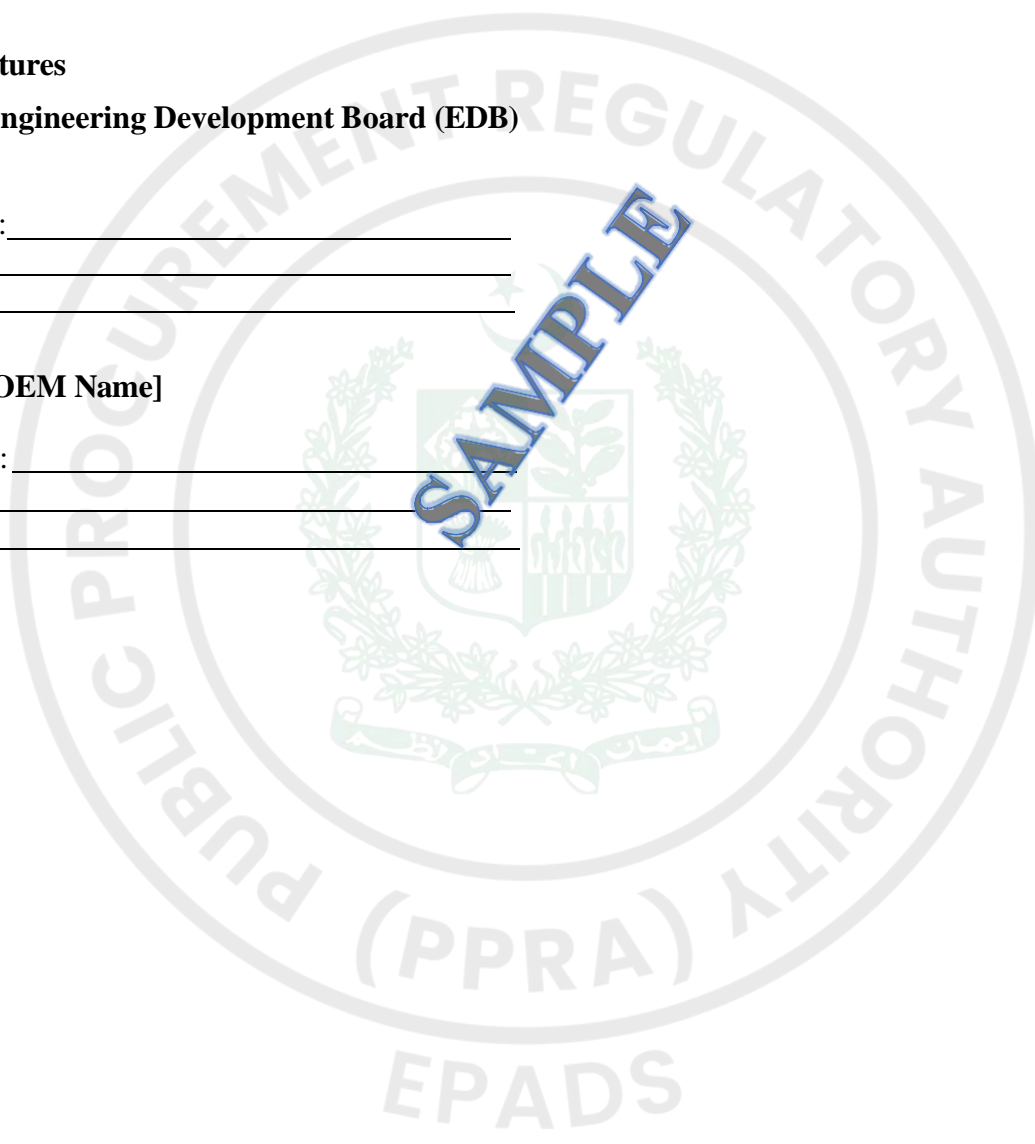 tures
ngineering Development Board (EDB)
:
OEM Name]
:
SAMPLE
PUBLIC PROCUREMENT REGULATORY AUTHORITY
(PPRA)
EPADS